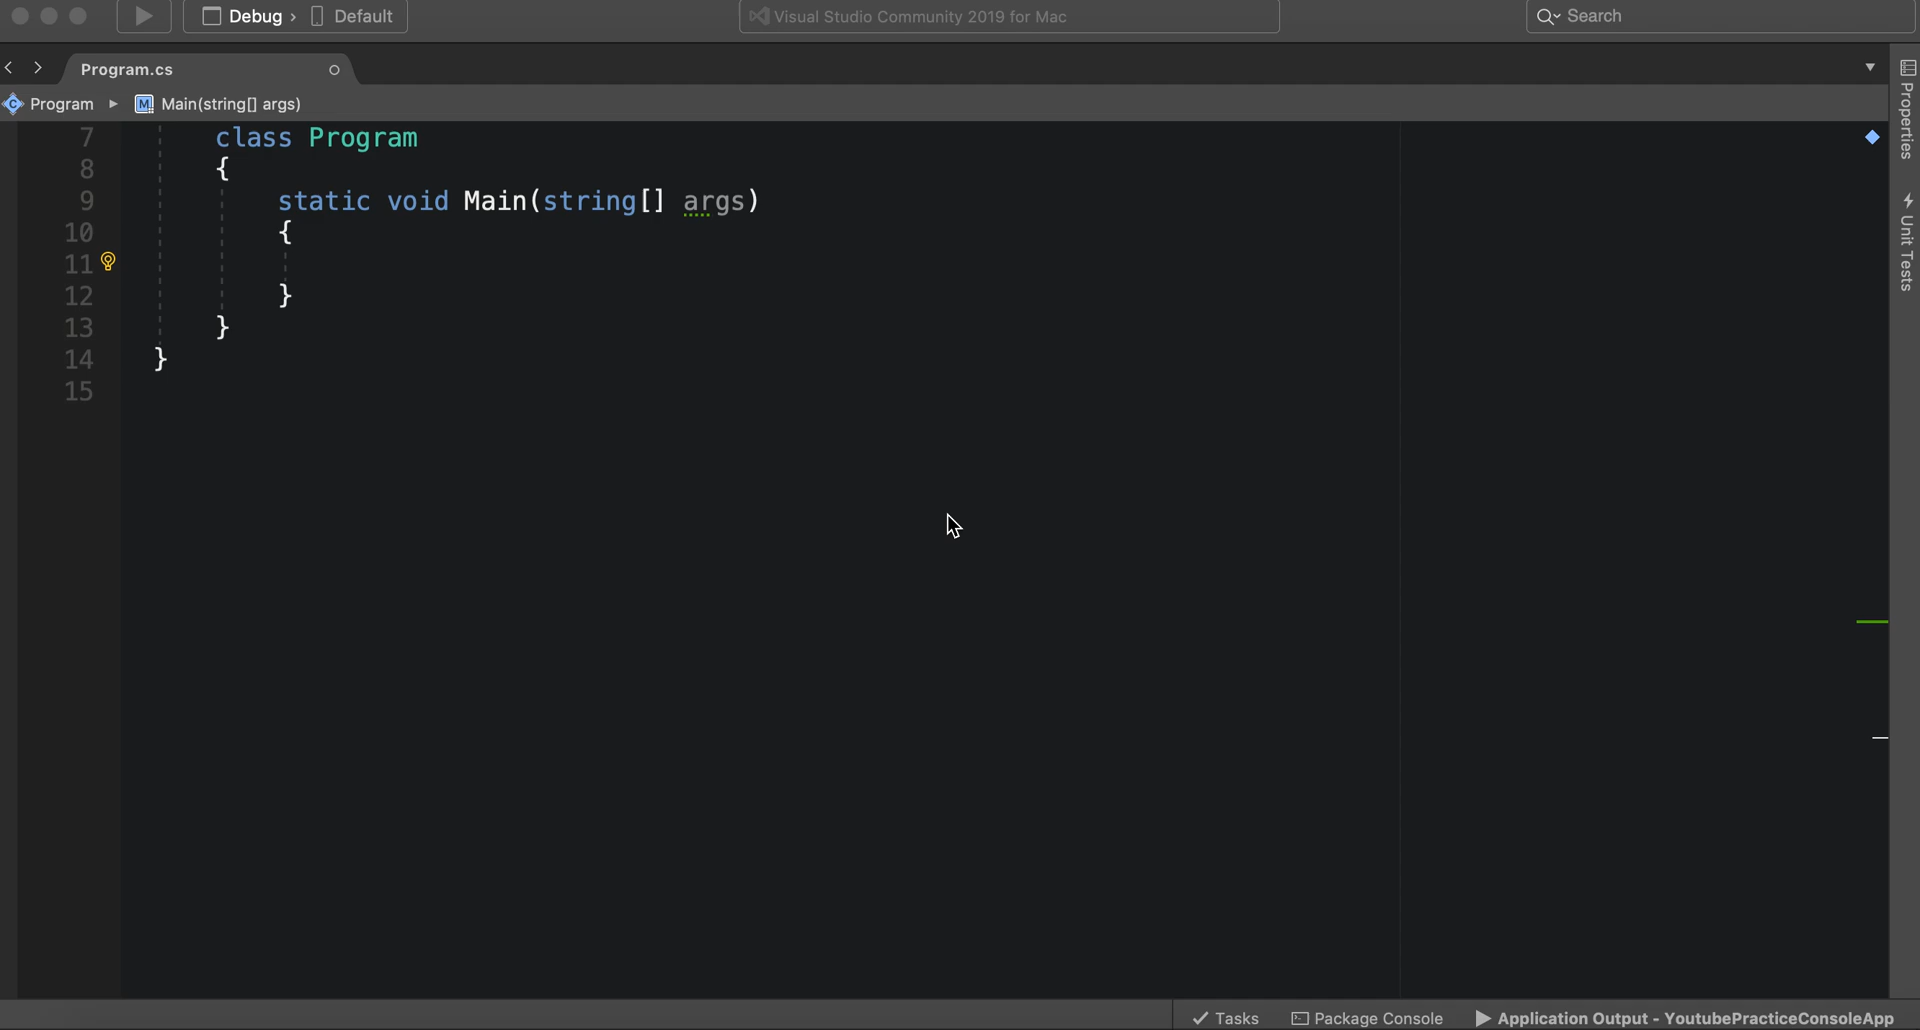 Debug › Default
Visual Studio Community 2019 for Mac
Search
Program.cs
Program ▸ Main(string[] args)
7 class Program
8 {
9 static void Main(string[] args)
10 {
11
12 }
13 }
14 }
15
Properties
Unit Tests
Tasks
Package Console
Application Output - YoutubePracticeConsoleApp